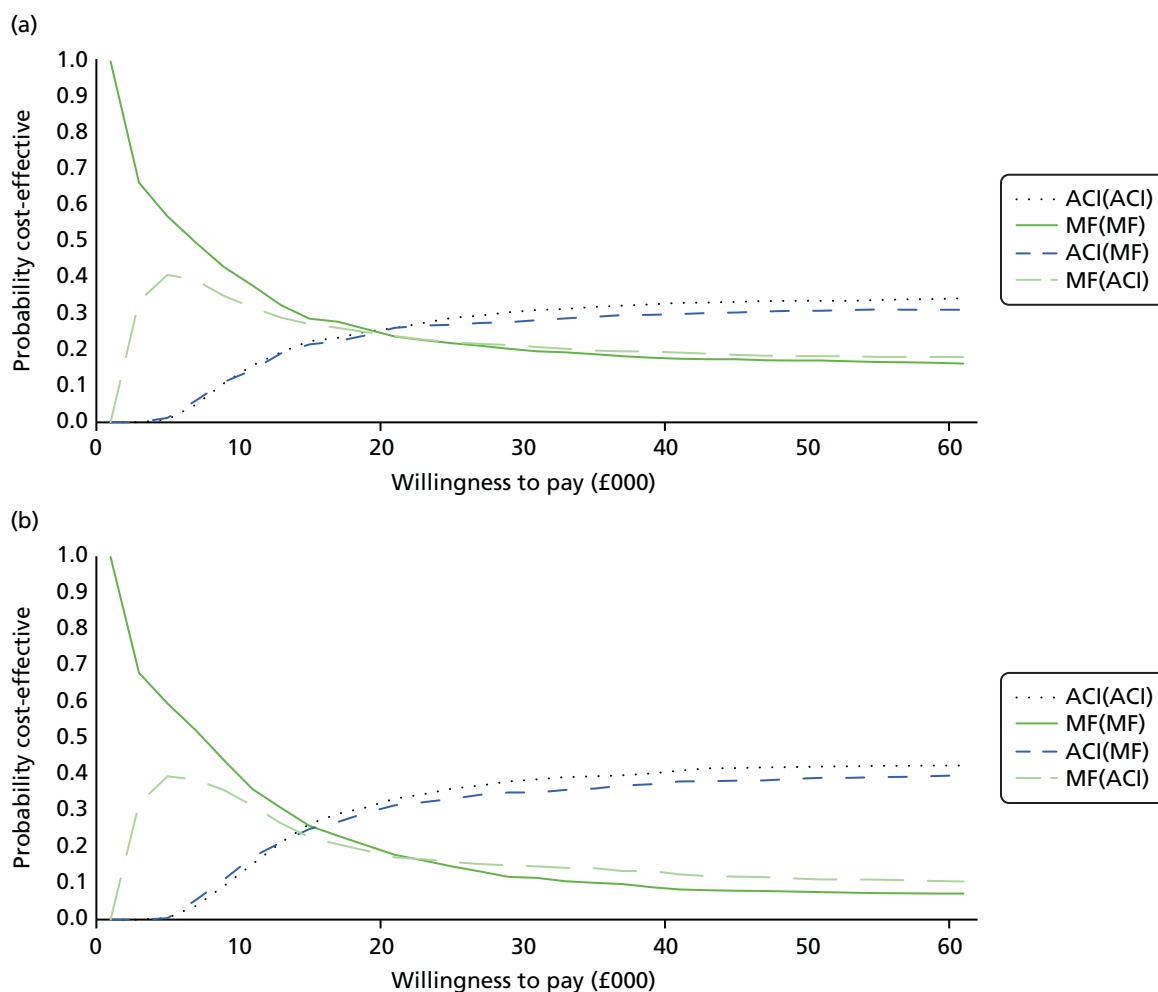 (a)
1.0
0.9
0.8
0.7
0.6
0.5
0.4
0.3
0.2
0.1
0.0
Probability cost-effective
0 10 20 30 40 50 60
Willingness to pay (£000)
ACI(ACI)
MF(MF)
ACI(MF)
MF(ACI)
(b)
1.0
0.9
0.8
0.7
0.6
0.5
0.4
0.3
0.2
0.1
0.0
Probability cost-effective
0 10 20 30 40 50 60
Willingness to pay (£000)
ACI(ACI)
MF(MF)
ACI(MF)
MF(ACI)